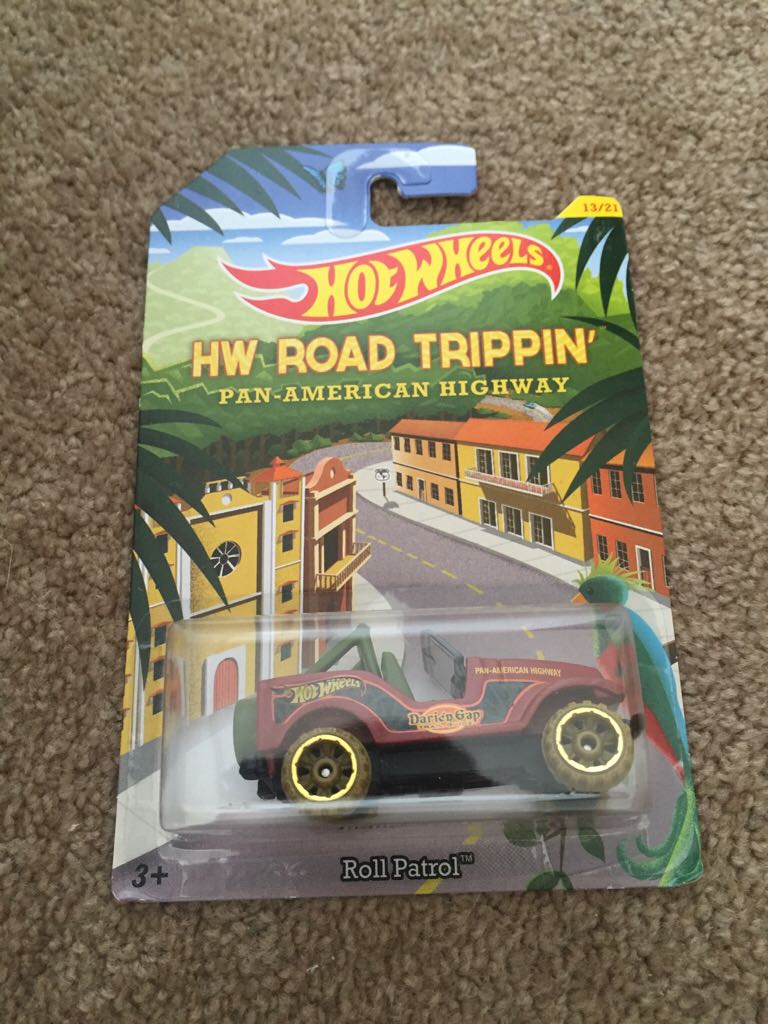 13/21
HOT WHEELS
HW ROAD TRIPPIN'
PAN-AMERICAN HIGHWAY
PAN-AMERICAN HIGHWAY
HOT WHEELS
Darien Gap
3+
Roll Patrol™